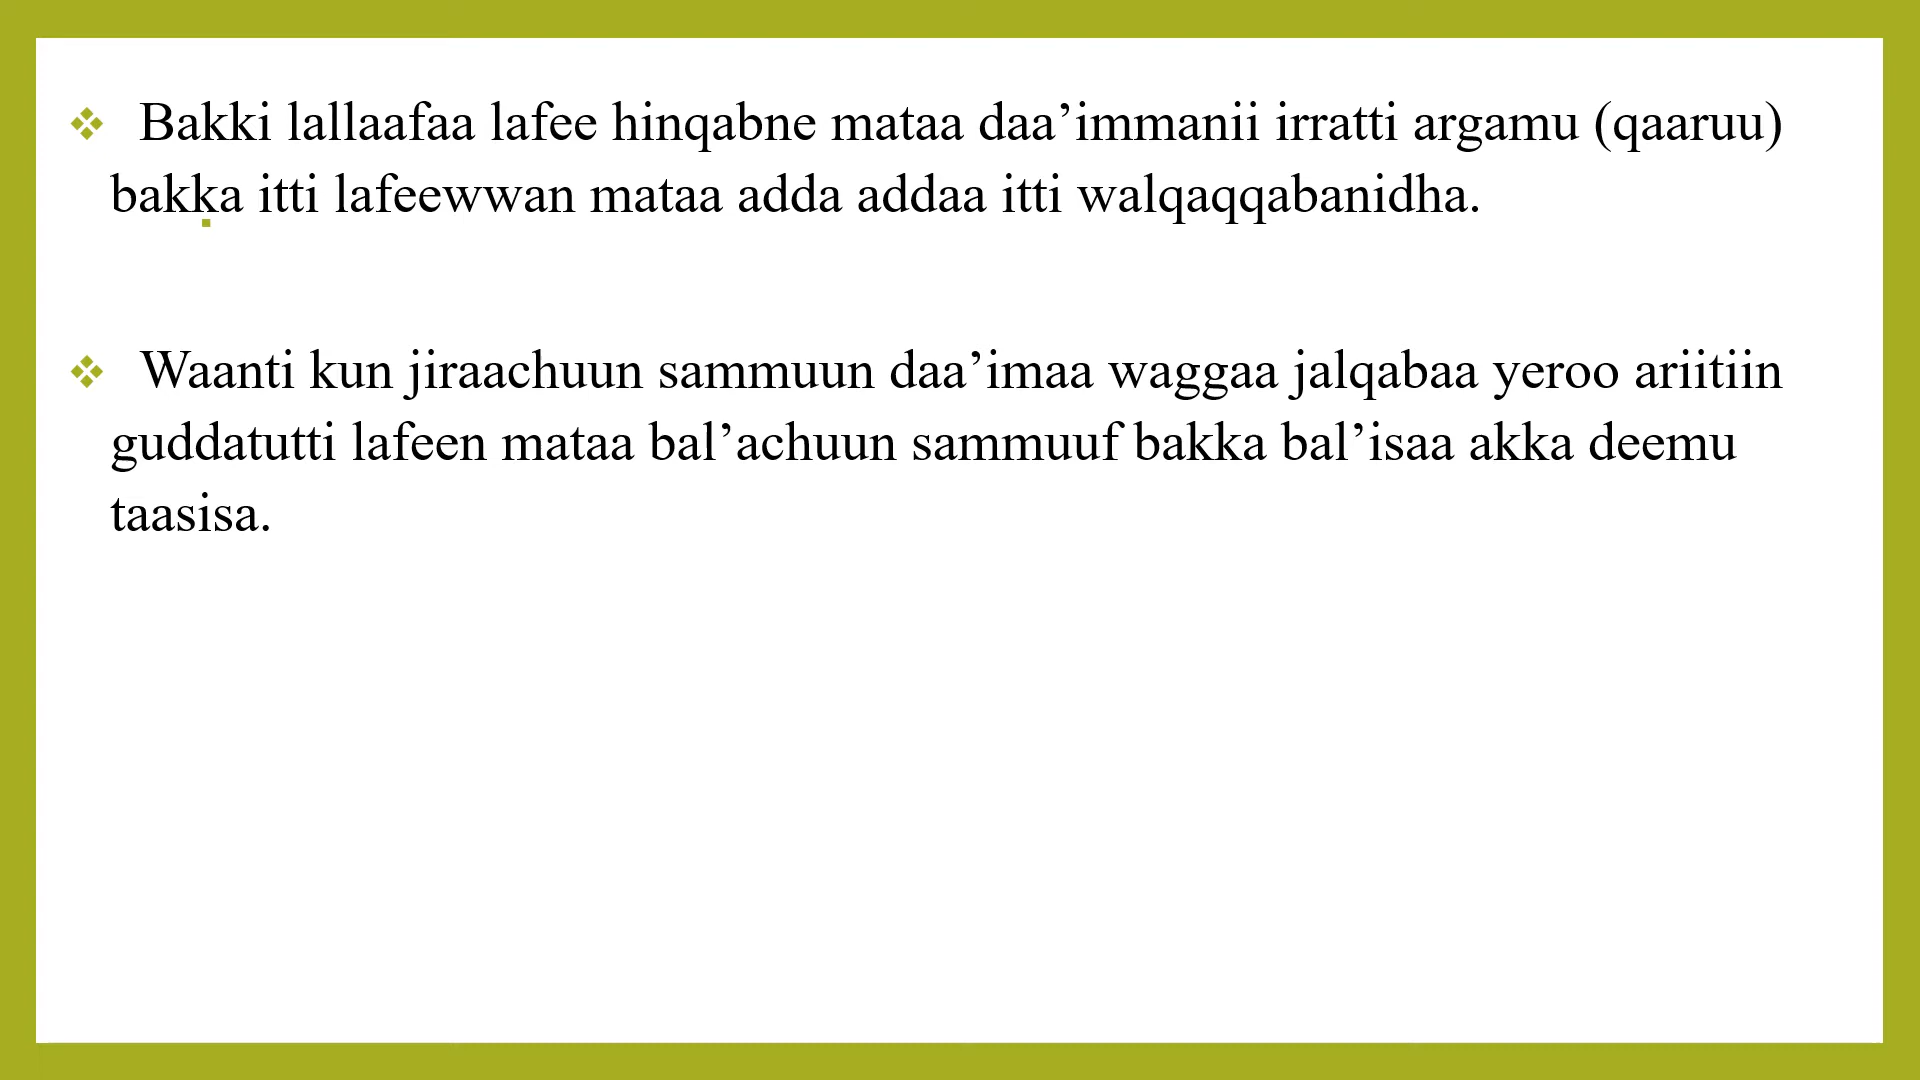 ❖ Bakki lallaafaa lafee hinqabne mataa daa’immanii irratti argamu (qaaruu)
bakka itti lafeewwan mataa adda addaa itti walqaqqabanidha.
❖ Waanti kun jiraachuun sammuun daa’imaa waggaa jalqabaa yeroo ariitiin
guddatutti lafeen mataa bal’achuun sammuuf bakka bal’isaa akka deemu
taasisa.